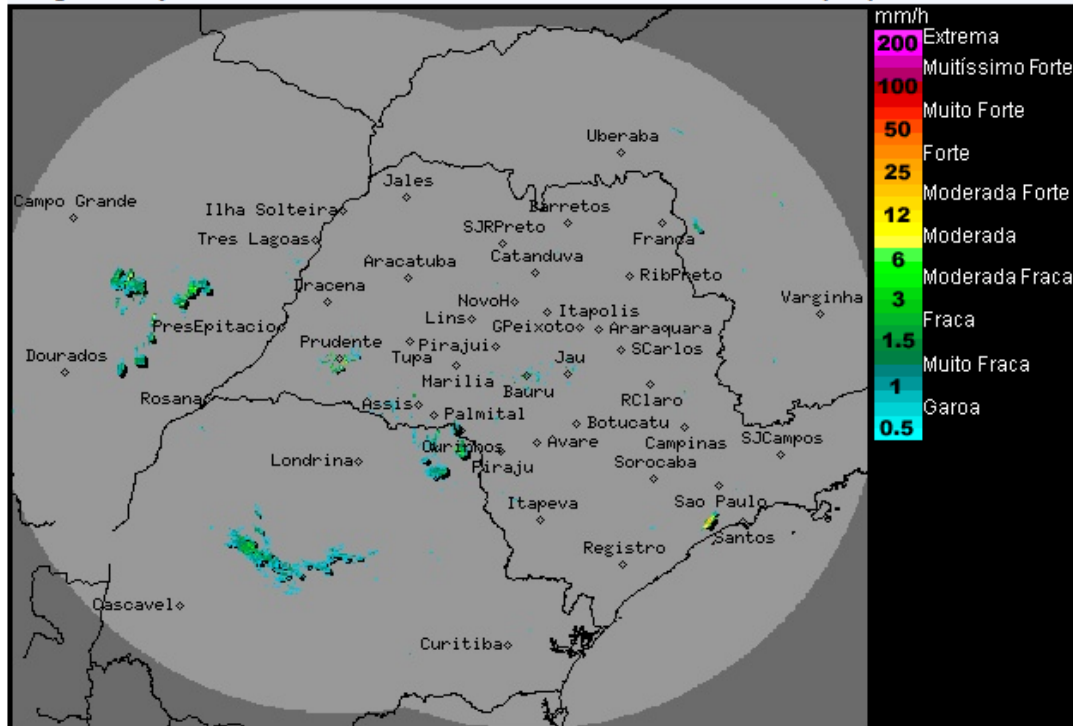 mm/h
200 Extrema
Muitíssimo Forte
100
Muito Forte
50
Forte
25
Moderada Forte
12
Moderada
6
Moderada Fraca
3
Fraca
1.5
Muito Fraca
1
Garoa
0.5
Uberaba
Jales
Campo Grande
Ilha Solteira
Barretos
Tres Lagoas
SJRPreto
Franca
Aracatuba
Catanduva
RibPreto
Dracena
NovoH
Itapolis
Varginha
Lins
PresEpitacio
GPeixoto
Araraquara
Prudente
Pirajui
SCarlos
Dourados
Tupa
Jau
Marilia
Bauru
Rosana
Assis
RClaro
Palmital
Botucatu
Ourinhos
Avare
Campinas
SJCampos
Londrina
Piraju
Sorocaba
Itapeva
Sao Paulo
Santos
Registro
Cascavel
Curitiba